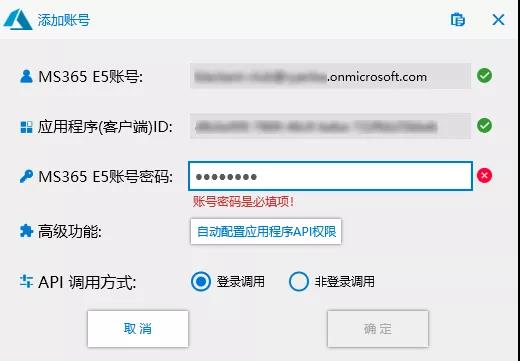 添加账号
MS365 E5账号:
.onmicrosoft.com
应用程序(客户端)ID:
MS365 E5账号密码: ●●●●●●●●
账号密码是必填项!
高级功能: 自动配置应用程序API权限
API 调用方式: 登录调用 非登录调用
取消 确定